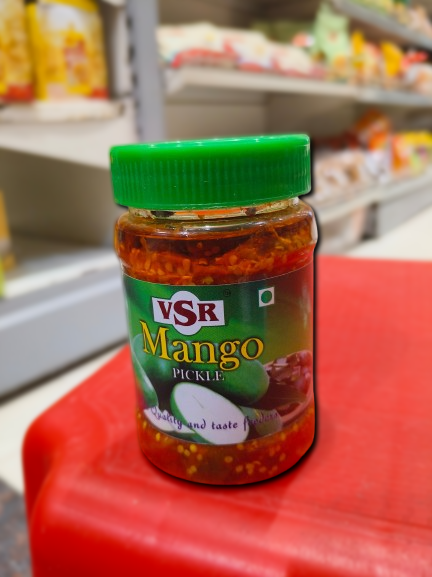 VSR
Mango
PICKLE
Quality and taste